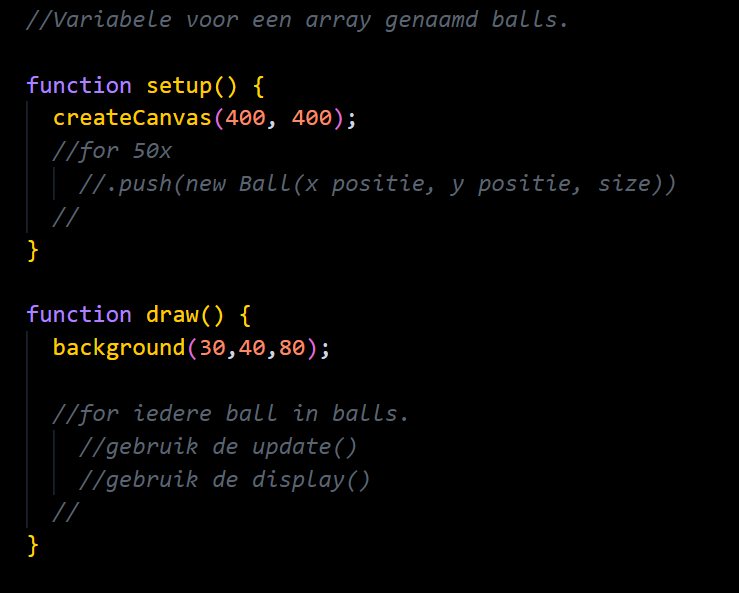 //Variabele voor een array genaamd balls.
function setup() {
createCanvas(400, 400);
//for 50x
//.push(new Ball(x positie, y positie, size))
//
}
function draw() {
background(30,40,80);
//for iedere ball in balls.
//gebruik de update()
//gebruik de display()
//
}